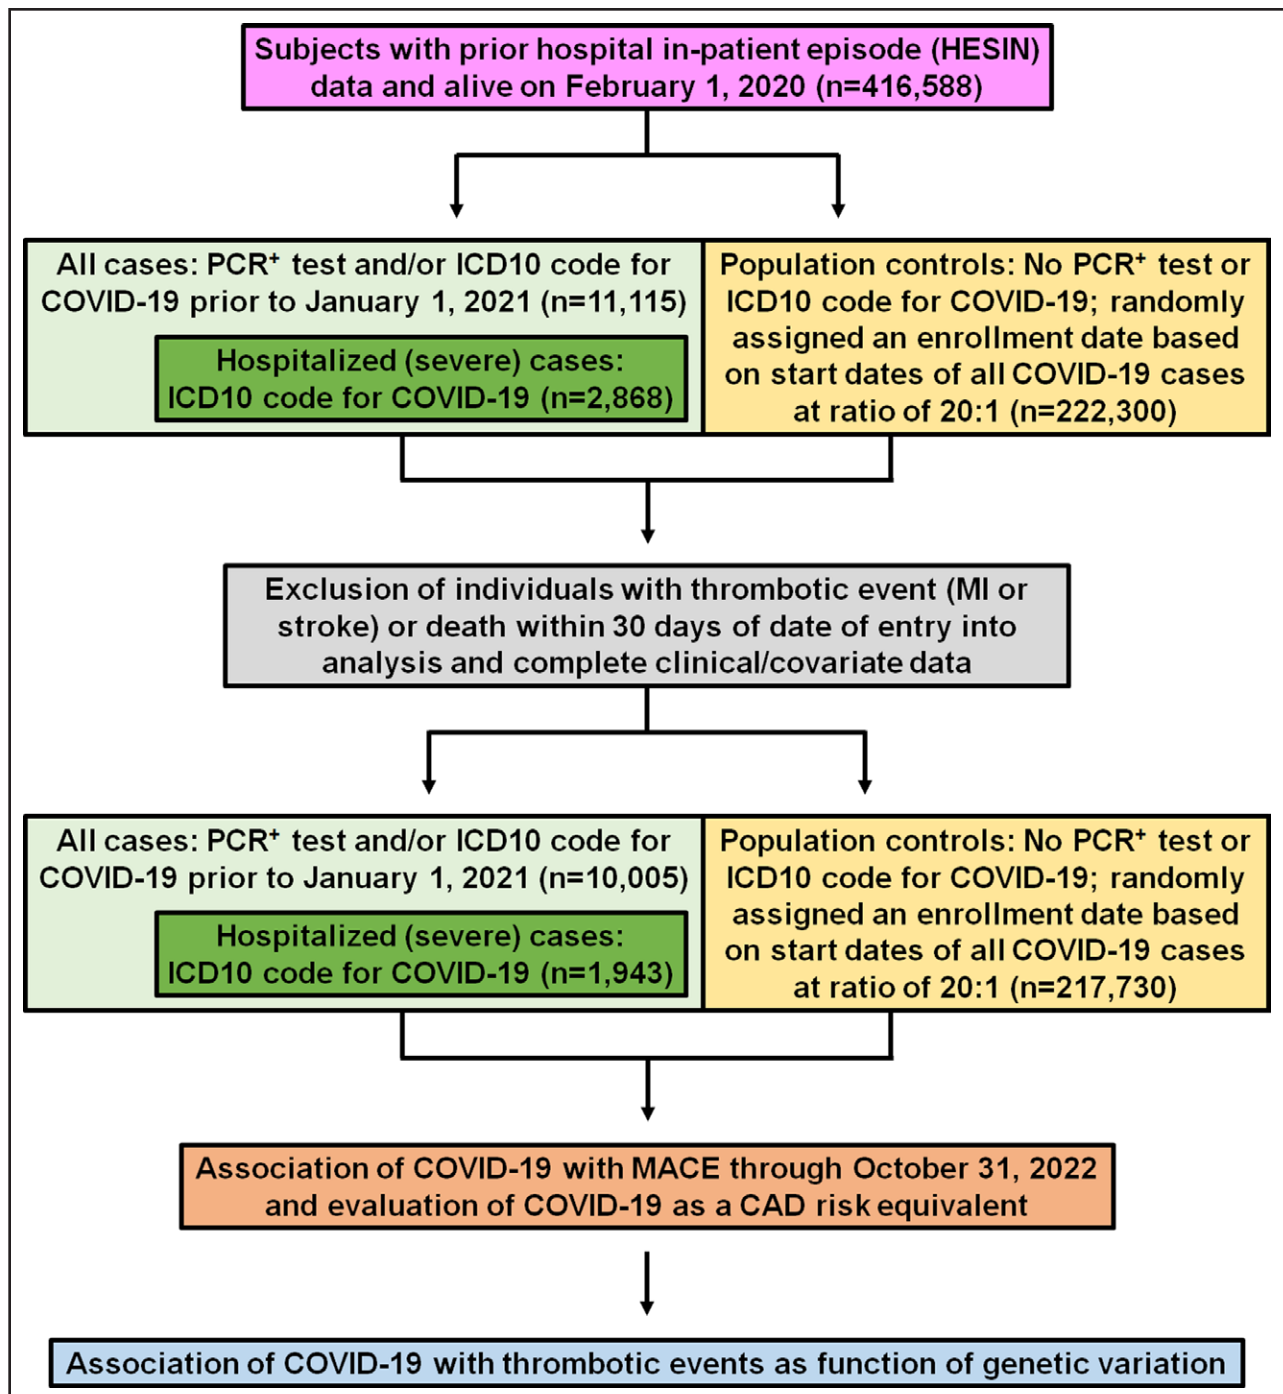 Subjects with prior hospital in-patient episode (HESIN)
data and alive on February 1, 2020 (n=416,588)
All cases: PCR+ test and/or ICD10 code for
COVID-19 prior to January 1, 2021 (n=11,115)
Hospitalized (severe) cases:
ICD10 code for COVID-19 (n=2,868)
Population controls: No PCR+ test or
ICD10 code for COVID-19; randomly
assigned an enrollment date based
on start dates of all COVID-19 cases
at ratio of 20:1 (n=222,300)
Exclusion of individuals with thrombotic event (MI or
stroke) or death within 30 days of date of entry into
analysis and complete clinical/covariate data
All cases: PCR+ test and/or ICD10 code for
COVID-19 prior to January 1, 2021 (n=10,005)
Hospitalized (severe) cases:
ICD10 code for COVID-19 (n=1,943)
Population controls: No PCR+ test or
ICD10 code for COVID-19; randomly
assigned an enrollment date based
on start dates of all COVID-19 cases
at ratio of 20:1 (n=217,730)
Association of COVID-19 with MACE through October 31, 2022
and evaluation of COVID-19 as a CAD risk equivalent
Association of COVID-19 with thrombotic events as function of genetic variation